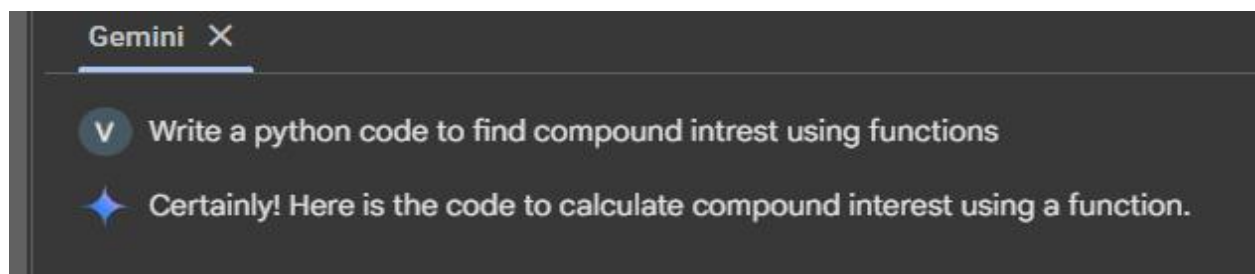 Gemini
V Write a python code to find compound intrest using functions
Certainly! Here is the code to calculate compound interest using a function.